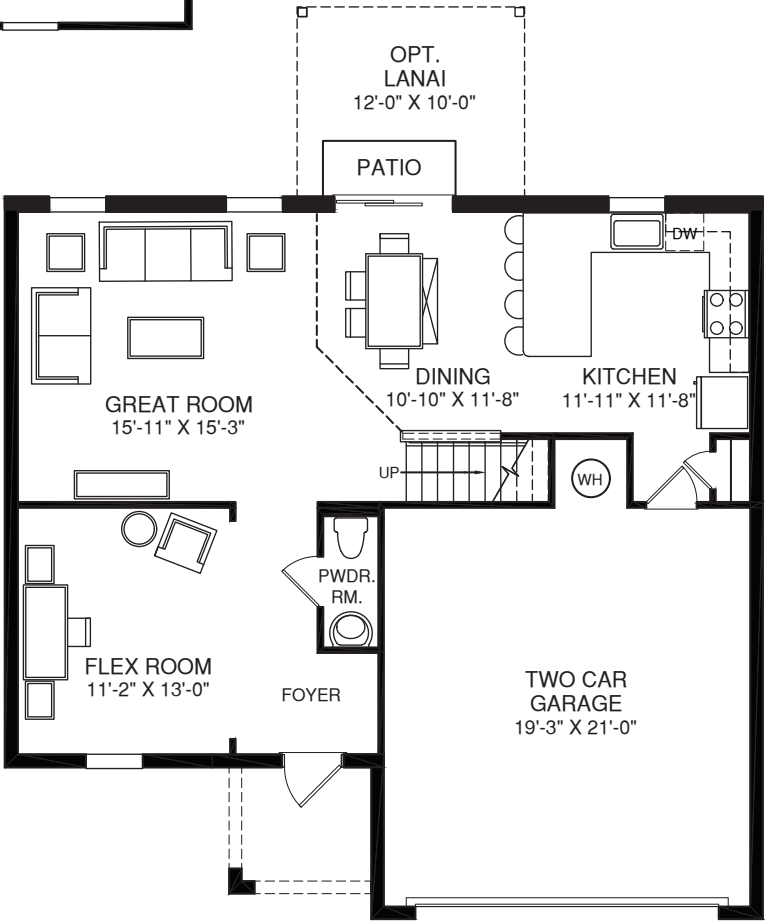 OPT.
LANAI
12'-0" X 10'-0"
PATIO
DW
DINING
10'-10" X 11'-8"
KITCHEN
11'-11" X 11'-8"
GREAT ROOM
15'-11" X 15'-3"
UP
WH
PWDR.
RM.
FLEX ROOM
11'-2" X 13'-0"
FOYER
TWO CAR
GARAGE
19'-3" X 21'-0"